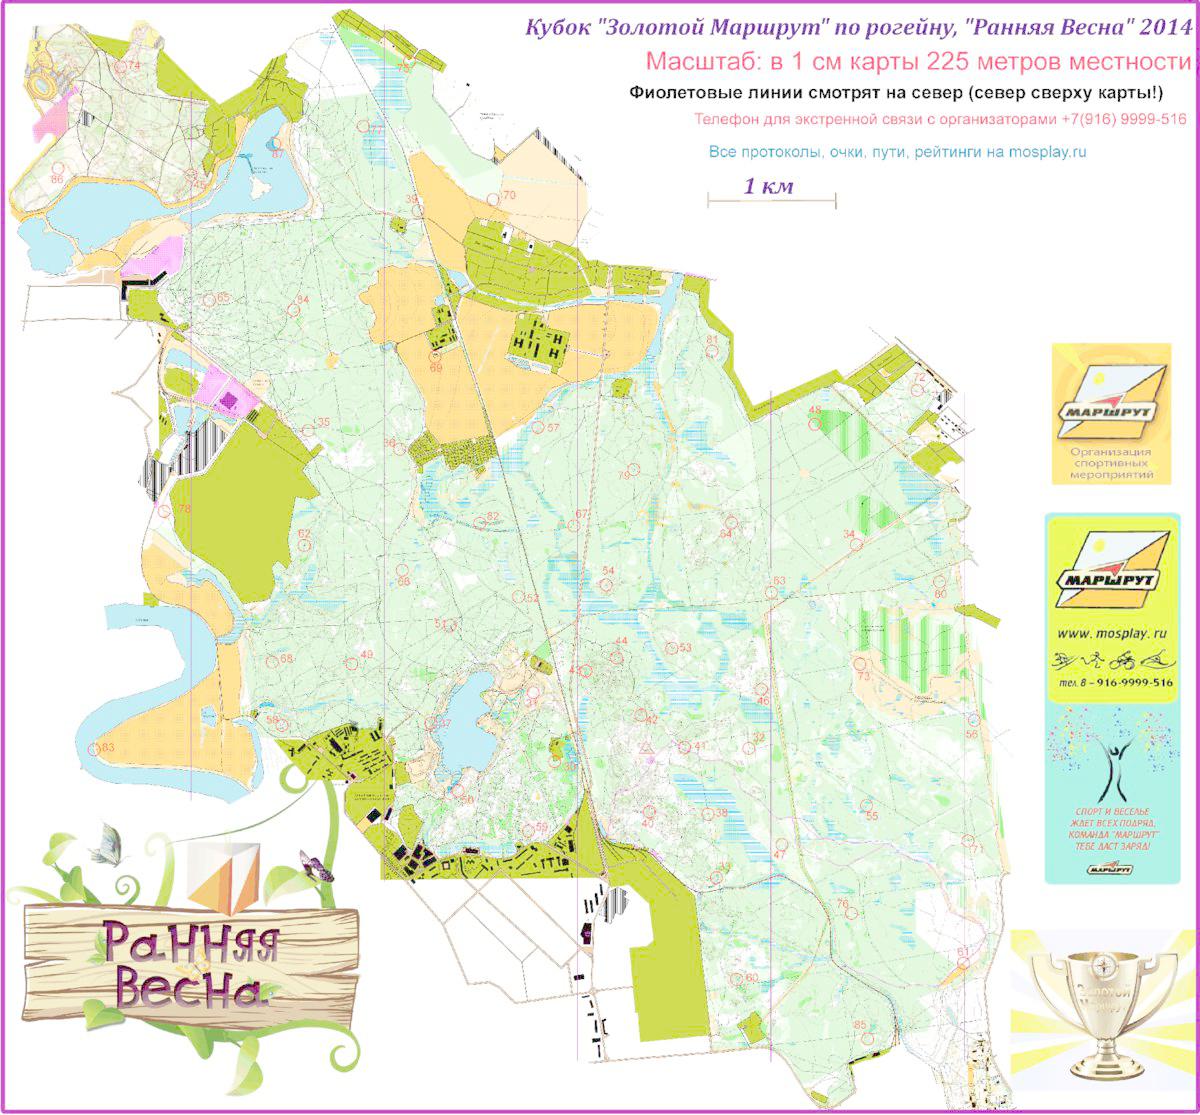 Кубок "Золотой Маршрут" по рогейну, "Ранняя Весна" 2014
Масштаб: в 1 см карты 225 метров местности
Фиолетовые линии смотрят на север (север сверху карты!)
Телефон для экстренной связи с организаторами +7(916) 9999-516
Все протоколы, очки, пути, рейтинги на mosplay.ru
1 км
74
75
77
87
86
45
70
39
65
84
81
69
72
35
57
48
36
79
78
82
67
64
34
62
54
66
63
80
52
51
44
53
68
49
43
73
31
46
42
58
37
56
83
41
32
30
50
55
38
40
59
47
71
33
76
61
60
85
МАРШРУТ
Организация
спортивных
мероприятий
МАРШРУТ
www. mosplay. ru
тел. 8 – 916-9999-516
СПОРТ И ВЕСЕЛЬЕ
ЖДЕТ ВСЕХ ПОДРЯД,
КОМАНДА "МАРШРУТ"
ТЕБЕ ДАСТ ЗАРЯД!
МАРШРУТ
Ранняя
Весна
Золотой